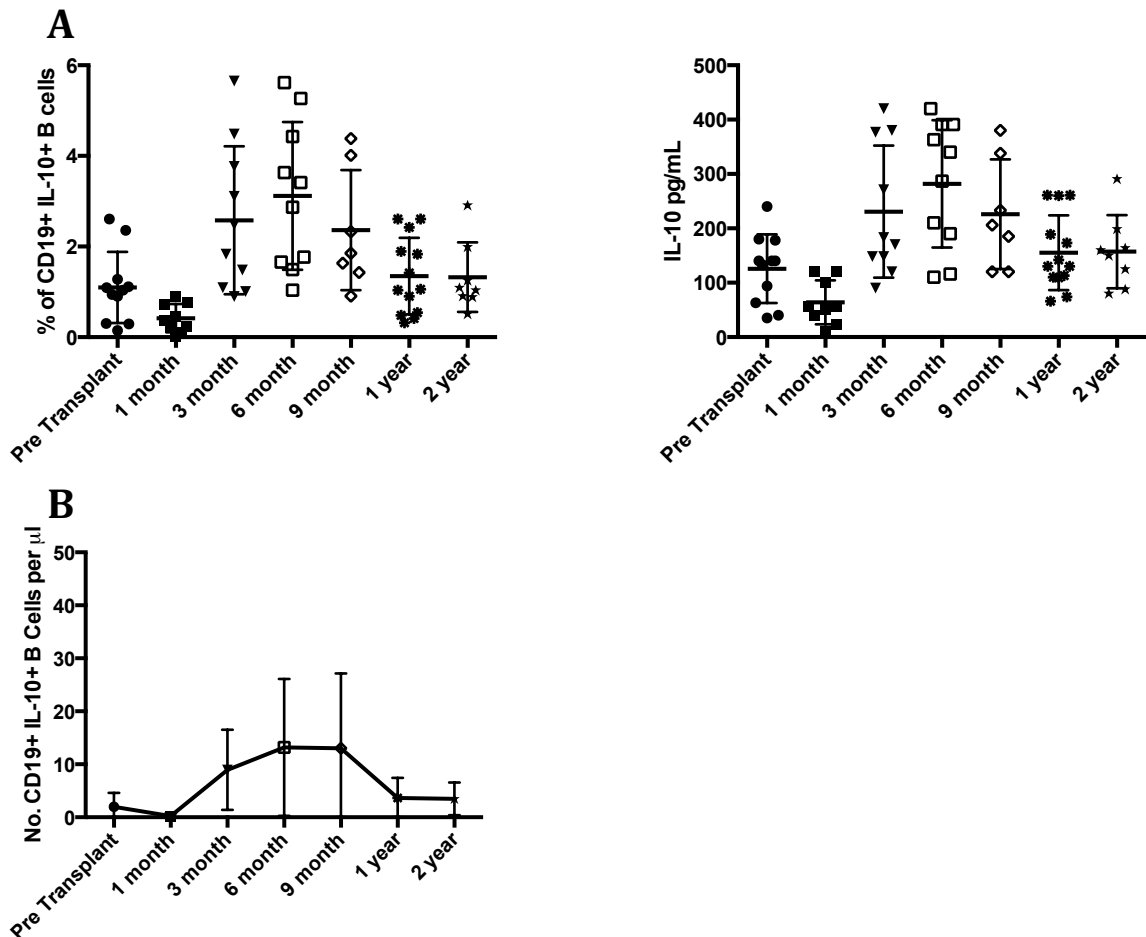 A
% of CD19+ IL-10+ B cells
6
4
2
0
Pre Transplant
1 month
3 month
6 month
9 month
1 year
2 year
IL-10 pg/mL
500
400
300
200
100
0
Pre Transplant
1 month
3 month
6 month
9 month
1 year
2 year
B
No. CD19+ IL-10+ B Cells per µl
50
40
30
20
10
0
Pre Transplant
1 month
3 month
6 month
9 month
1 year
2 year